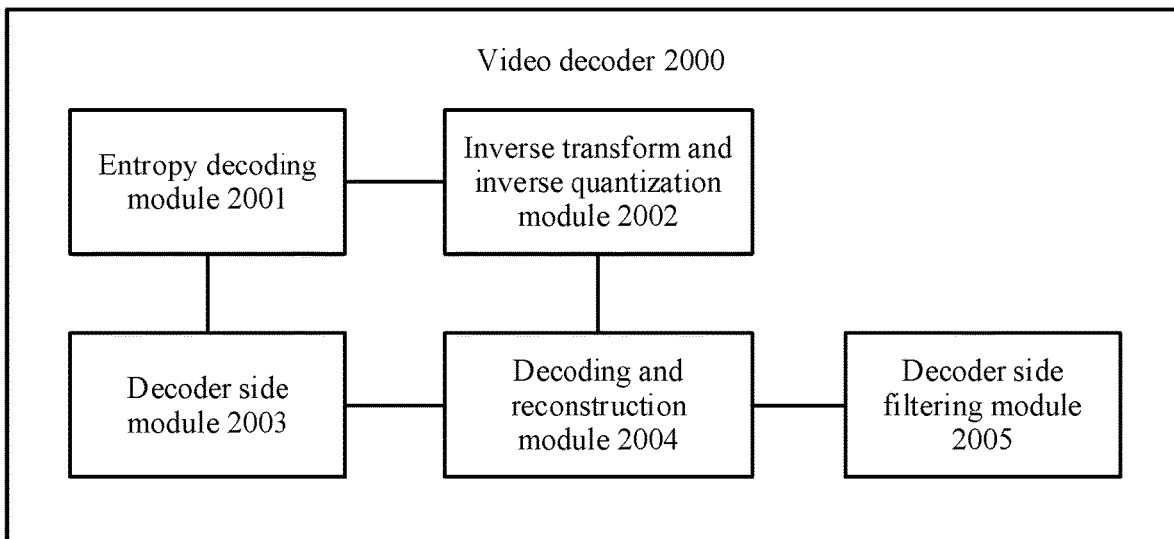 Video decoder 2000
Entropy decoding
module 2001
Inverse transform and
inverse quantization
module 2002
Decoder side
module 2003
Decoding and
reconstruction
module 2004
Decoder side
filtering module
2005